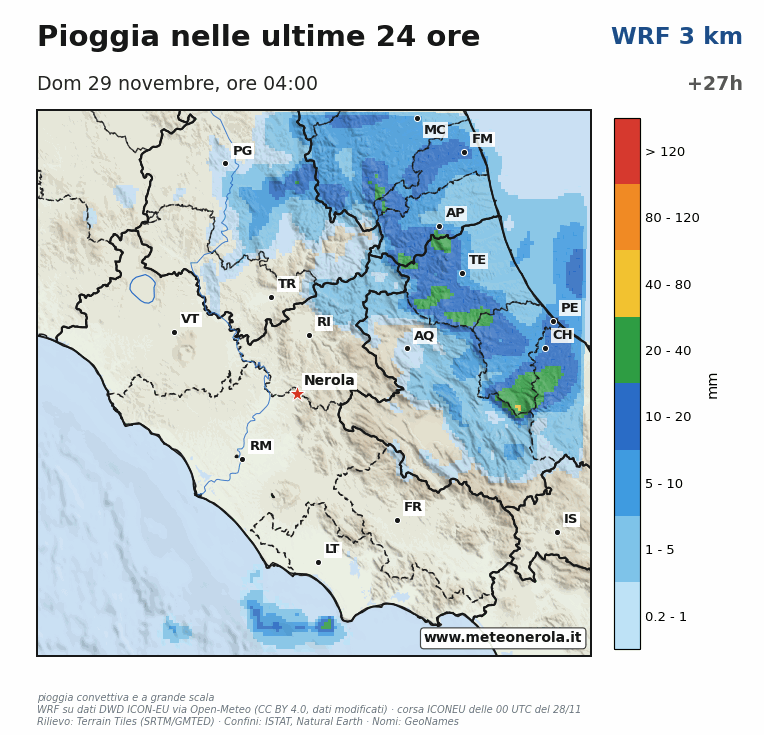 Pioggia nelle ultime 24 ore
WRF 3 km
Dom 29 novembre, ore 04:00
+27h
MC
FM
PG
AP
TE
TR
PE
VT
RI
CH
AQ
Nerola
RM
FR
IS
LT
www.meteonerola.it
> 120
80 - 120
40 - 80
20 - 40
10 - 20
5 - 10
1 - 5
0.2 - 1
mm
pioggia convettiva e a grande scala
WRF su dati DWD ICON-EU via Open-Meteo (CC BY 4.0, dati modificati) · corsa ICONEU delle 00 UTC del 28/11
Rilievo: Terrain Tiles (SRTM/GMTED) · Confini: ISTAT, Natural Earth · Nomi: GeoNames